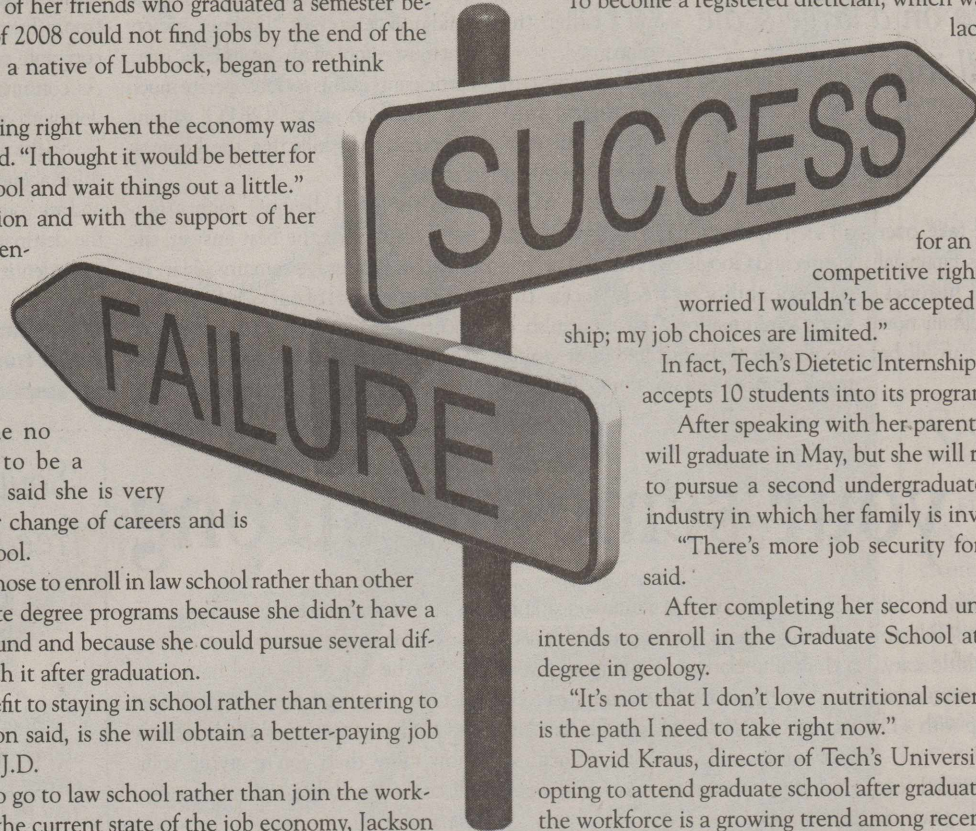 of her friends who graduated a semester be-
of 2008 could not find jobs by the end of the
a native of Lubbock, began to rethink
ing right when the economy was
d. “I thought it would be better for
ool and wait things out a little.”
ion and with the support of her
en-
e no
to be a
said she is very
change of careers and is
ool.
hose to enroll in law school rather than other
te degree programs because she didn’t have a
und and because she could pursue several dif-
h it after graduation.
efit to staying in school rather than entering to
on said, is she will obtain a better-paying job
J.D.
o go to law school rather than join the work-
the current state of the job economy, Jackson
SUCCESS
FAILURE
To become a registered dietician, which wa
lac
for an
competitive righ
worried I wouldn’t be accepted
ship; my job choices are limited.”
In fact, Tech’s Dietetic Internship
accepts 10 students into its progra
After speaking with her parent
will graduate in May, but she will r
to pursue a second undergraduate
industry in which her family is inv
“There’s more job security for
said.
After completing her second un
intends to enroll in the Graduate School at
degree in geology.
“It’s not that I don’t love nutritional scien
is the path I need to take right now.”
David Kraus, director of Tech’s Universi
opting to attend graduate school after graduat
the workforce is a growing trend among recen